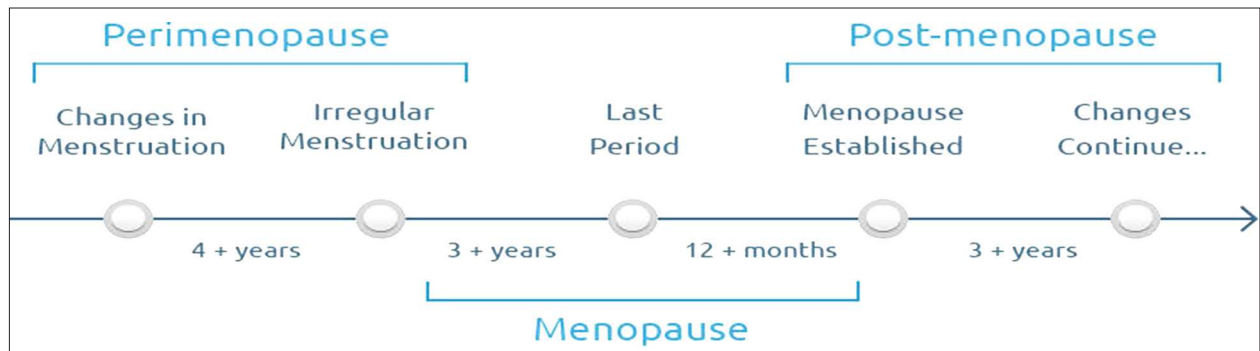 Perimenopause
Post-menopause
Changes in
Menstruation
Irregular
Menstruation
Last
Period
Menopause
Established
Changes
Continue...
4 + years
3 + years
12 + months
3 + years
Menopause